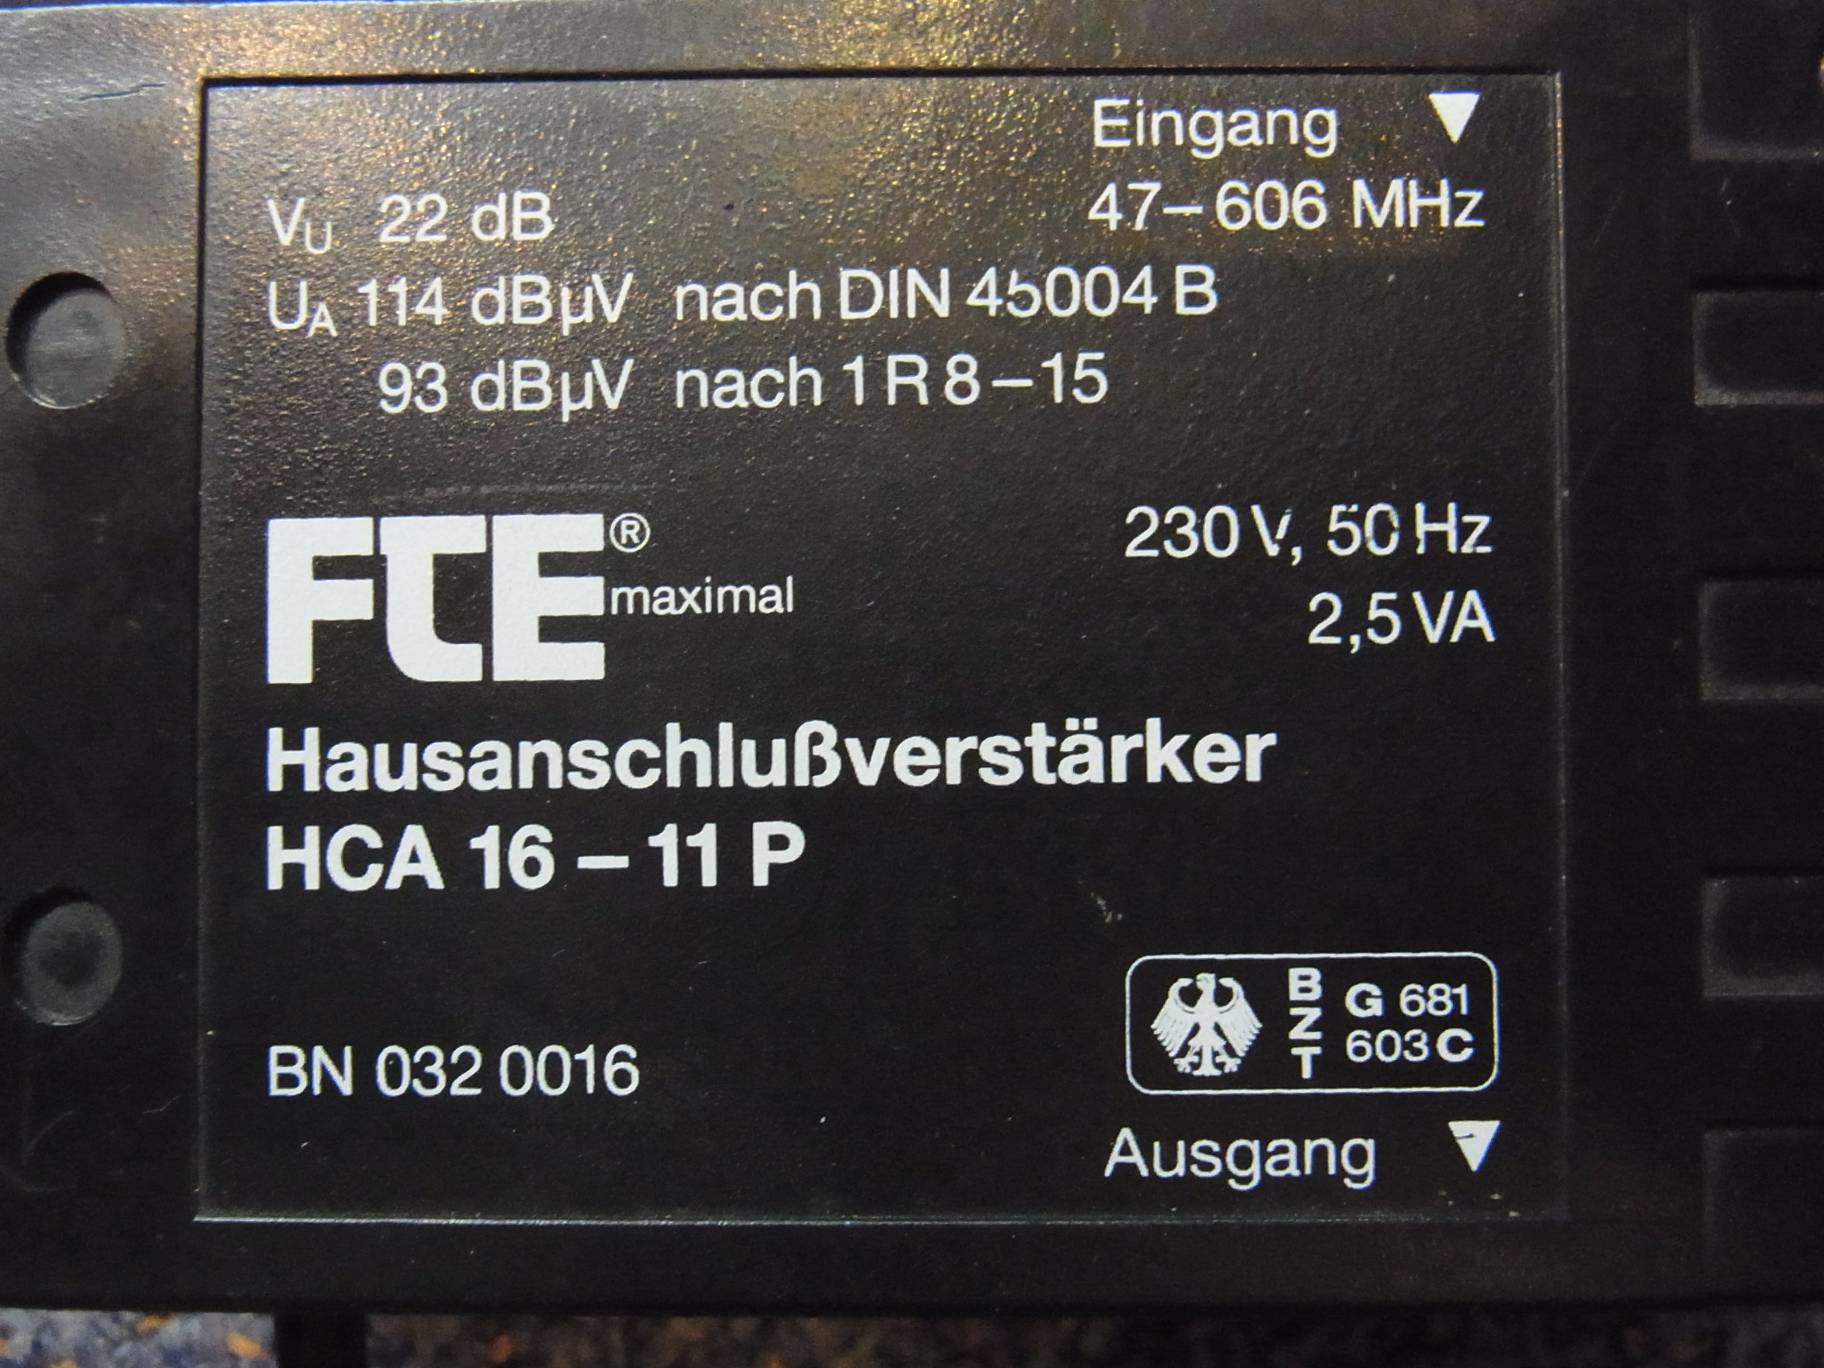 Eingang ▼
47–606 MHz
VU 22 dB
UA 114 dBµV nach DIN 45004 B
93 dBµV nach 1 R 8–15
FTE® maximal
230 V, 50 Hz
2,5 VA
Hausanschlußverstärker
HCA 16 – 11 P
BZT G 681
603 C
BN 032 0016
Ausgang ▼